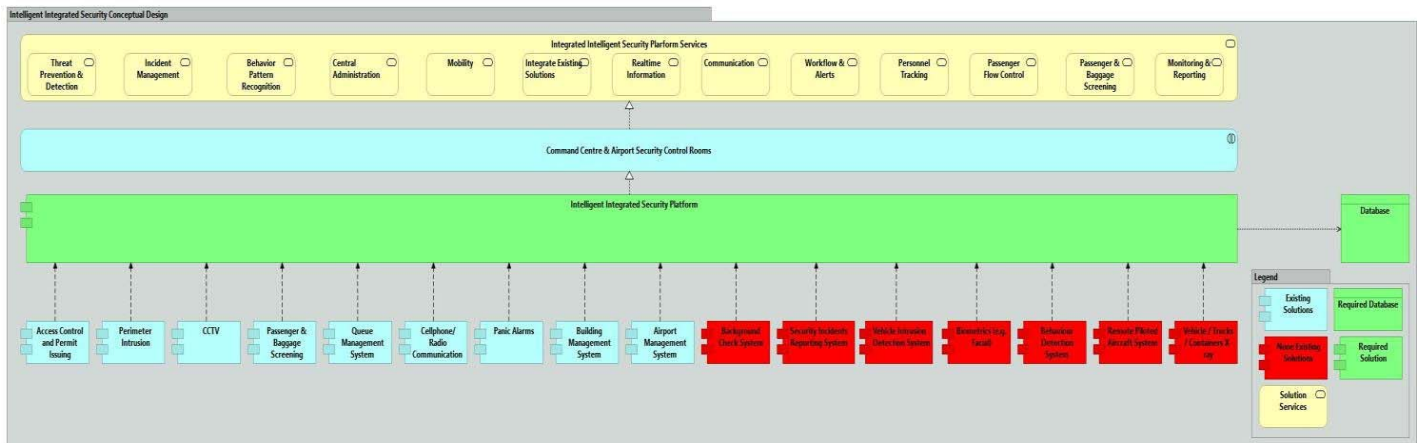 Intelligent Integrated Security Conceptual Design
Integrated Intelligent Security Plarform Services
Threat
Prevention &
Detection
Incident
Management
Behavior
Pattern
Recognition
Central
Administration
Mobility
Integrate Existing
Solutions
Realtime
Information
Communication
Workflow &
Alerts
Personnel
Tracking
Passenger
Flow Control
Passenger &
Baggage
Screening
Monitoring &
Reporting
Command Centre & Airport Security Control Rooms
Intelligent Integrated Security Platform
Database
Access Control
and Permit
Issuing
Perimeter
Intrusion
CCTV
Passenger &
Baggage
Screening
Queue
Management
System
Cellphone/
Radio
Communication
Panic Alarms
Building
Management
System
Airport
Management
System
Background
Check System
Security Incidents
Reporting System
Vehicle Intrusion
Detection System
Biometrics (e.g.
Facial)
Behaviour
Detection
System
Remote Piloted
Aircraft System
Vehicle / Trucks
/ Containers X-
ray
Legend
Existing
Solutions
Required Database
None Existing
Solutions
Required
Solution
Solution
Services